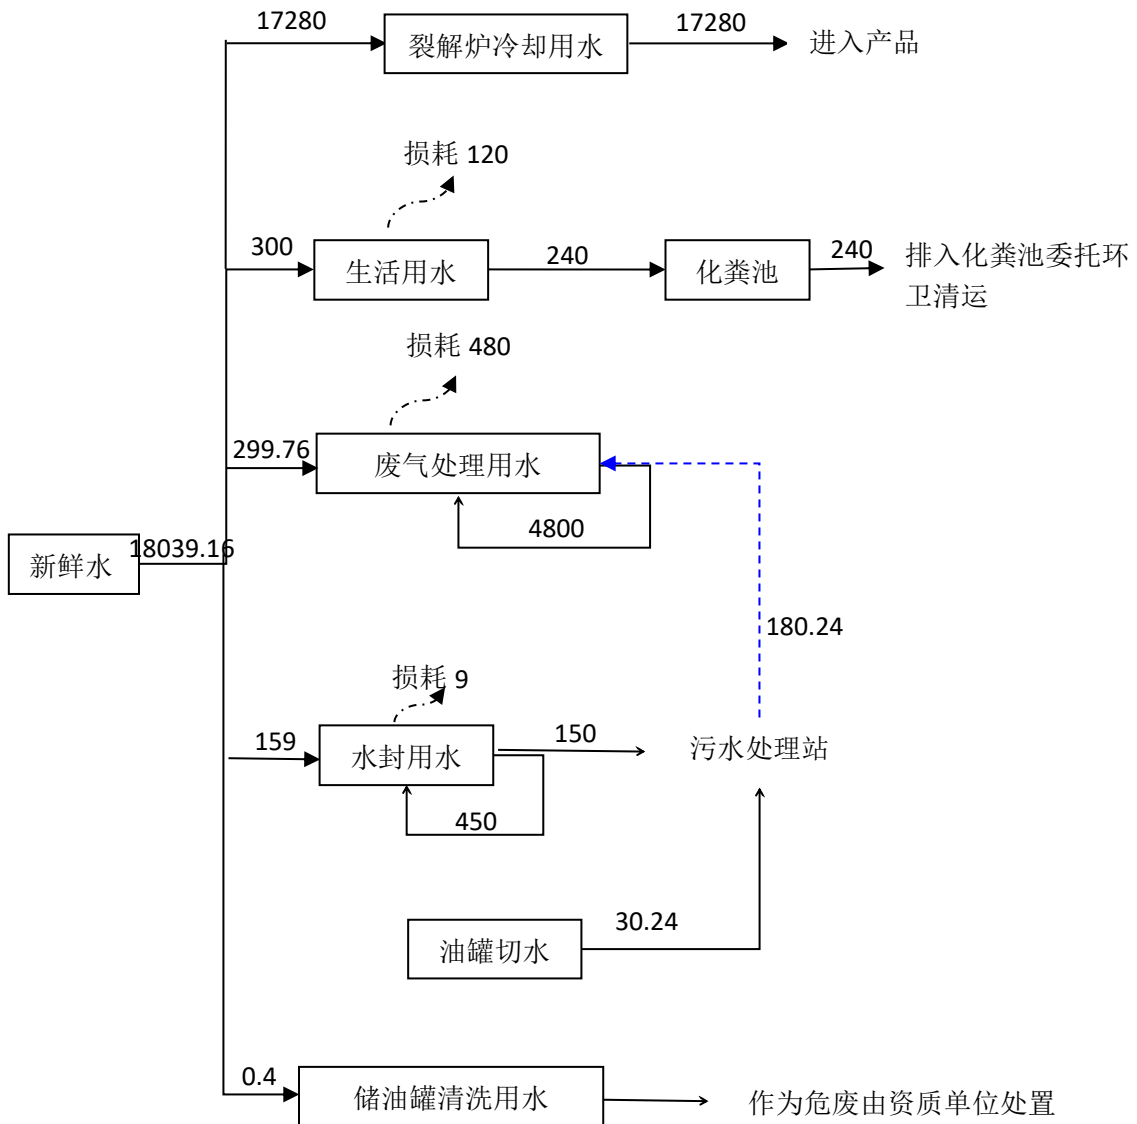 17280
裂解炉冷却用水
17280
进入产品
损耗 120
300
生活用水
240
化粪池
240
排入化粪池委托环
卫清运
损耗 480
299.76
废气处理用水
4800
新鲜水
18039.16
180.24
损耗 9
159
水封用水
150
污水处理站
450
油罐切水
30.24
0.4
储油罐清洗用水
作为危废由资质单位处置